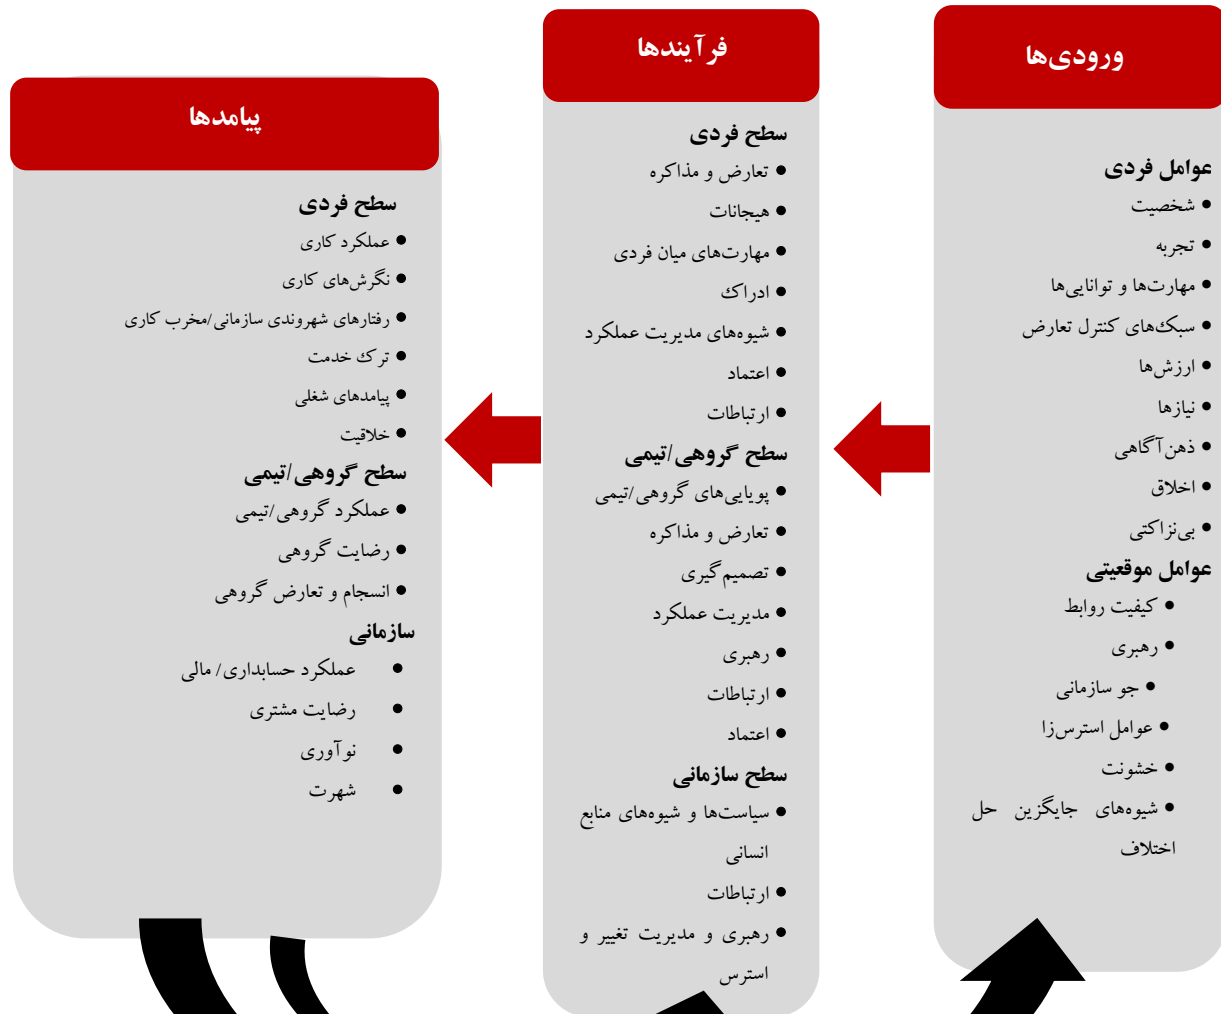 ورودی‌ها
عوامل فردی
• شخصیت
• تجربه
• مهارت‌ها و توانایی‌ها
• سبک‌های کنترل تعارض
• ارزش‌ها
• نیازها
• ذهن‌آگاهی
• اخلاق
• بی‌نزاکتی
عوامل موقعیتی
• کیفیت روابط
• رهبری
• جو سازمانی
• عوامل استرس‌زا
• خشونت
• شیوه‌های جایگزین حل
اختلاف
فرآیندها
سطح فردی
• تعارض و مذاکره
• هیجانات
• مهارت‌های میان فردی
• ادراک
• شیوه‌های مدیریت عملکرد
• اعتماد
• ارتباطات
سطح گروهی/تیمی
• پویایی‌های گروهی/تیمی
• تعارض و مذاکره
• تصمیم‌گیری
• مدیریت عملکرد
• رهبری
• ارتباطات
• اعتماد
سطح سازمانی
• سیاست‌ها و شیوه‌های منابع
انسانی
• ارتباطات
• رهبری و مدیریت تغییر و
استرس
پیامدها
سطح فردی
• عملکرد کاری
• نگرش‌های کاری
• رفتارهای شهروندی سازمانی/مخرب کاری
• ترک خدمت
• پیامدهای شغلی
• خلاقیت
سطح گروهی/تیمی
• عملکرد گروهی/تیمی
• رضایت گروهی
• انسجام و تعارض گروهی
سازمانی
• عملکرد حسابداری/ مالی
• رضایت مشتری
• نوآوری
• شهرت